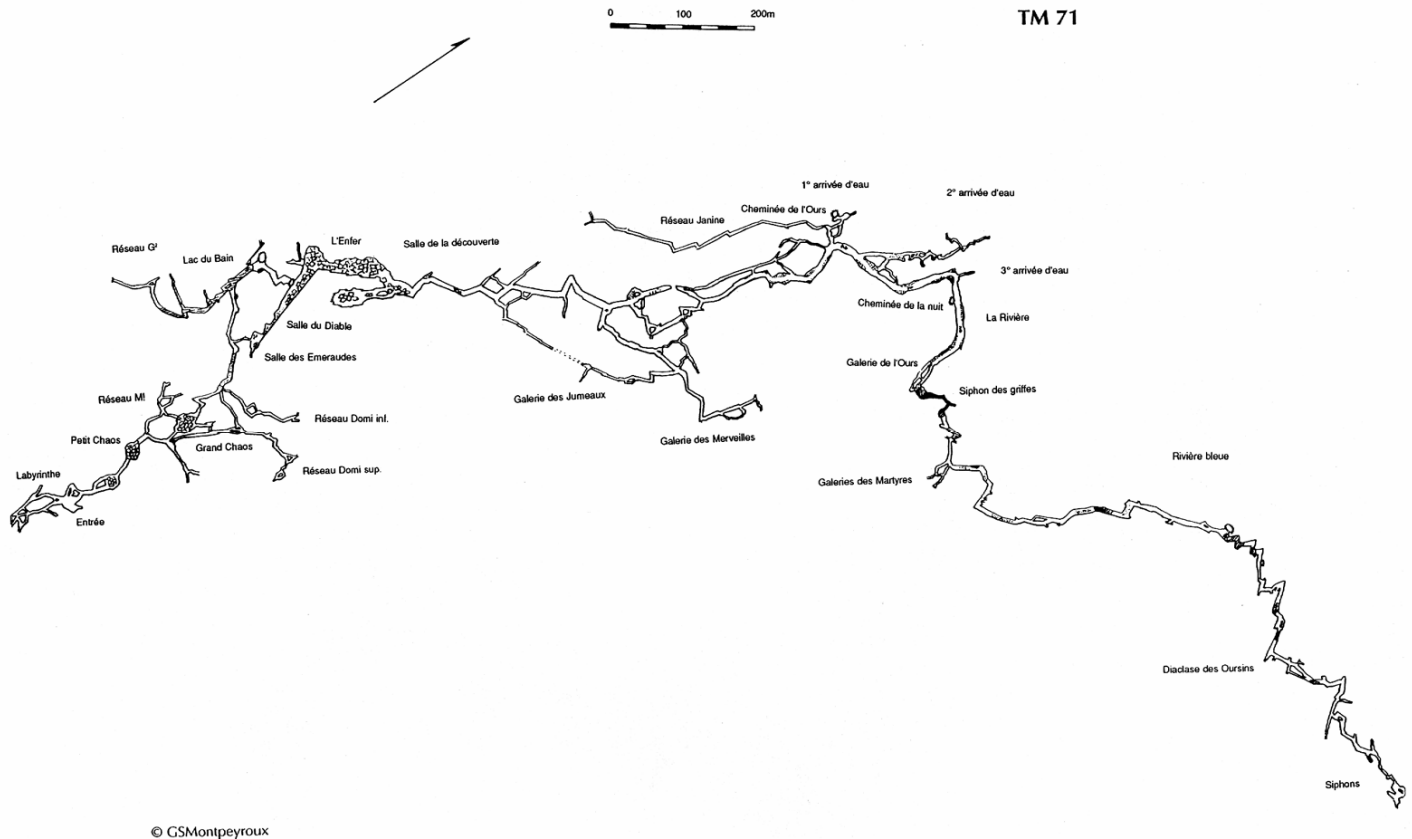 0 100 200m
TM 71
1° arrivée d'eau
2° arrivée d'eau
Cheminée de l'Ours
Réseau Janine
L'Enfer
Salle de la découverte
Réseau G²
Lac du Bain
3° arrivée d'eau
Cheminée de la nuit
La Rivière
Salle du Diable
Salle des Emeraudes
Galerie de l'Ours
Siphon des griffes
Réseau M!
Galerie des Jumeaux
Réseau Domi inf.
Petit Chaos
Grand Chaos
Galerie des Merveilles
Rivière bleue
Réseau Domi sup.
Labyrinthe
Galeries des Martyres
Entrée
Diaclase des Oursins
Siphons
© GSMontpeyroux